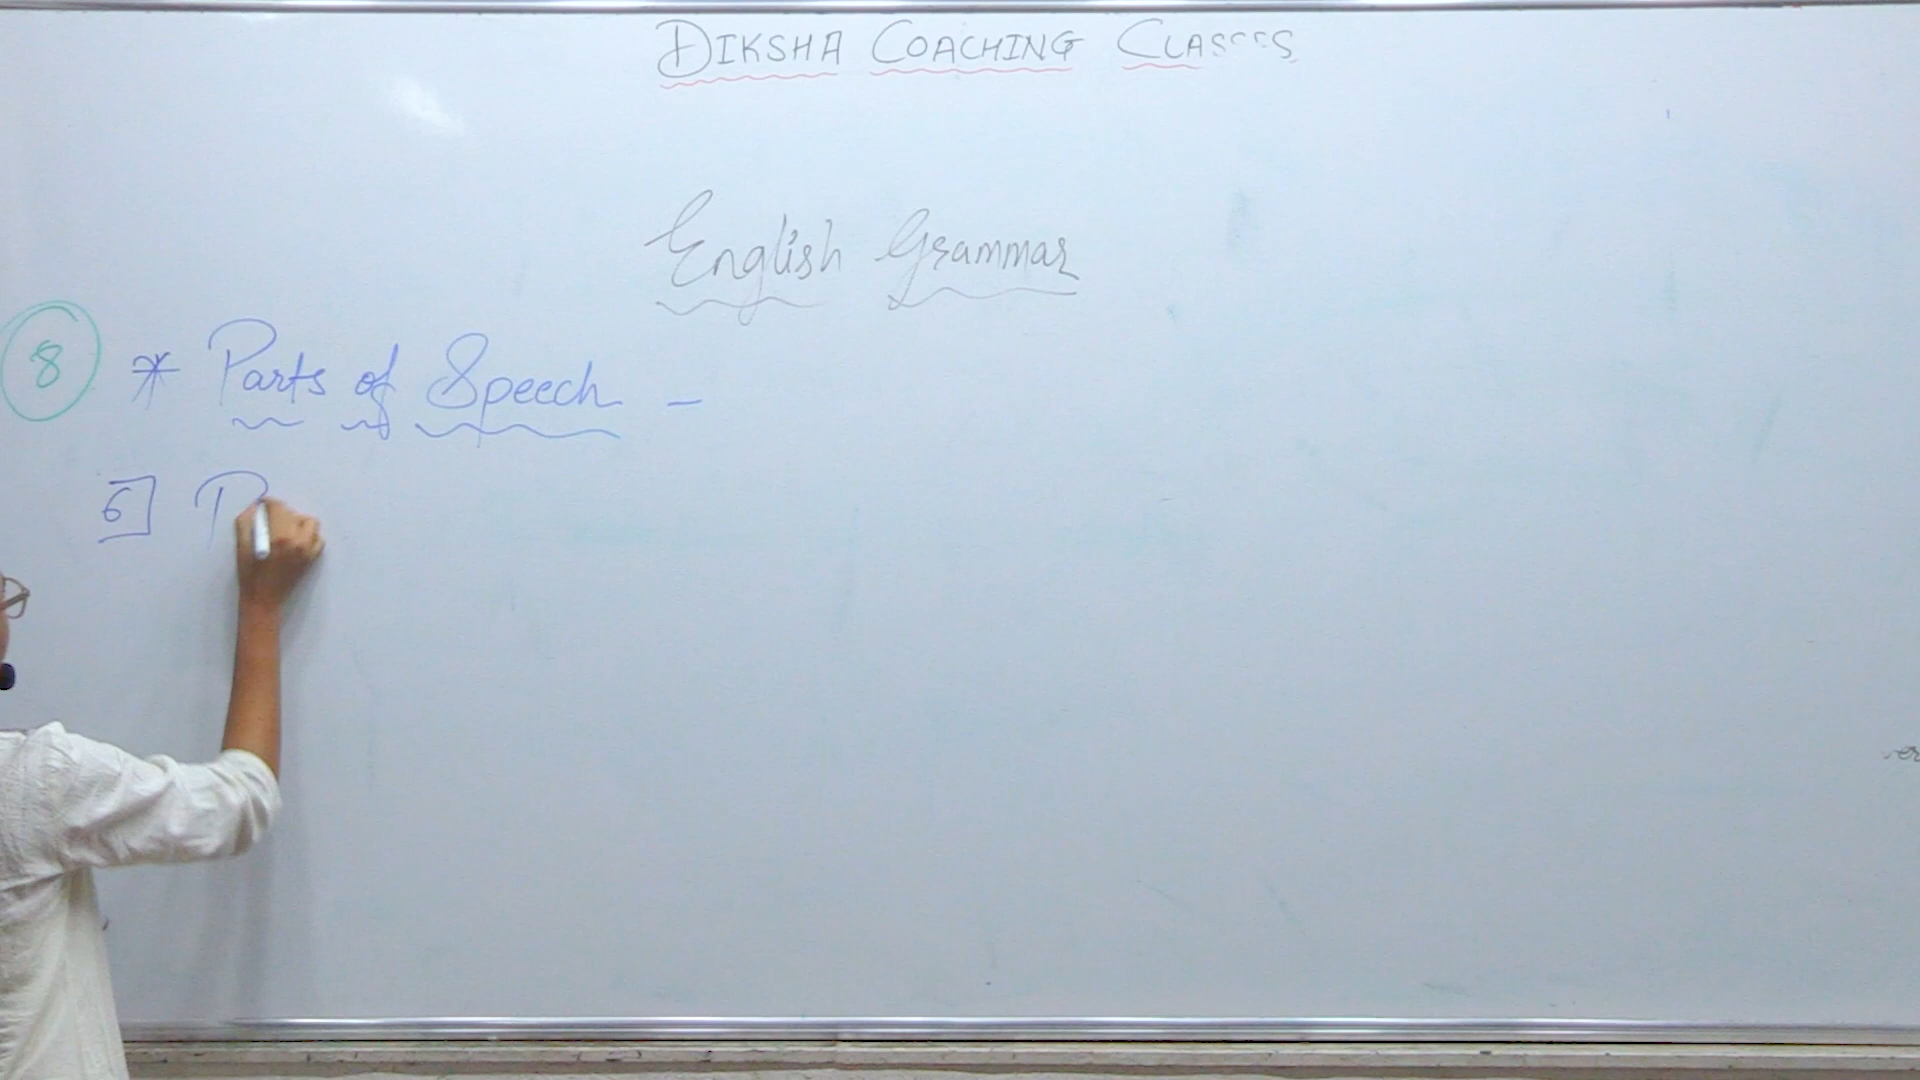 DIKSHA COACHING CLASSES
English Grammar
8 * Parts of Speech -
6] P